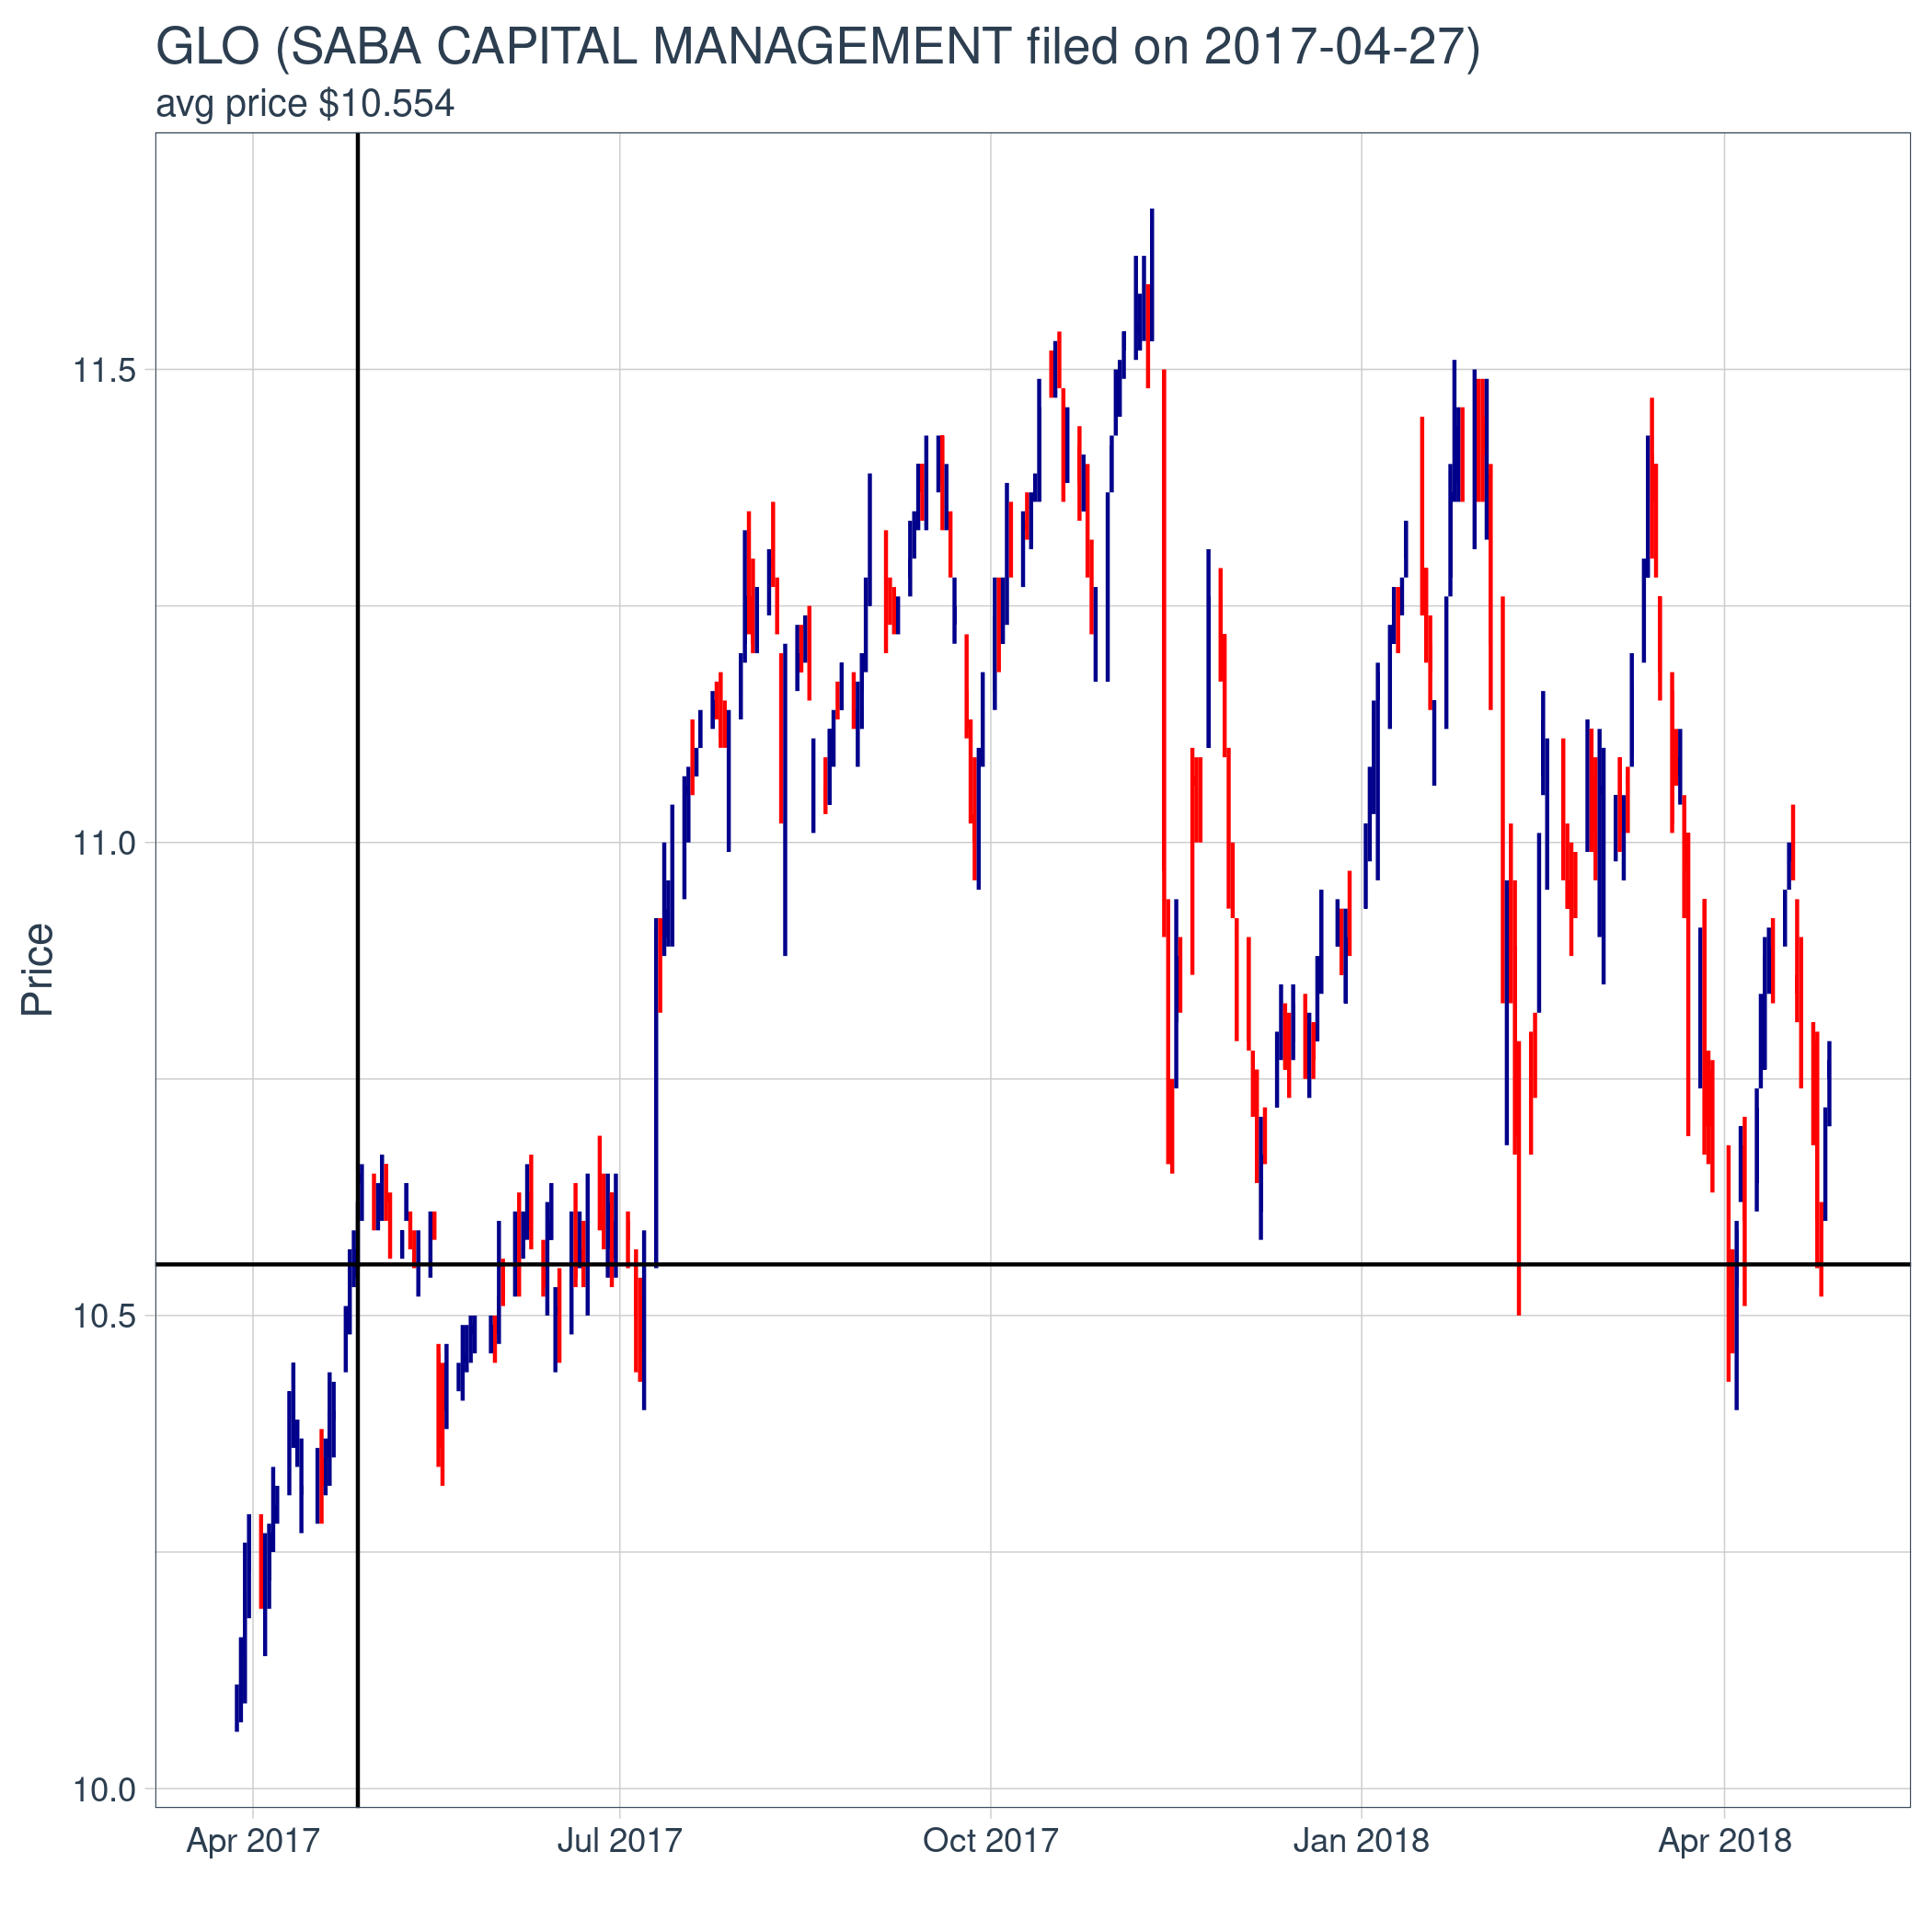 GLO (SABA CAPITAL MANAGEMENT filed on 2017-04-27)
avg price $10.554
Price
11.5
11.0
10.5
10.0
Apr 2017
Jul 2017
Oct 2017
Jan 2018
Apr 2018